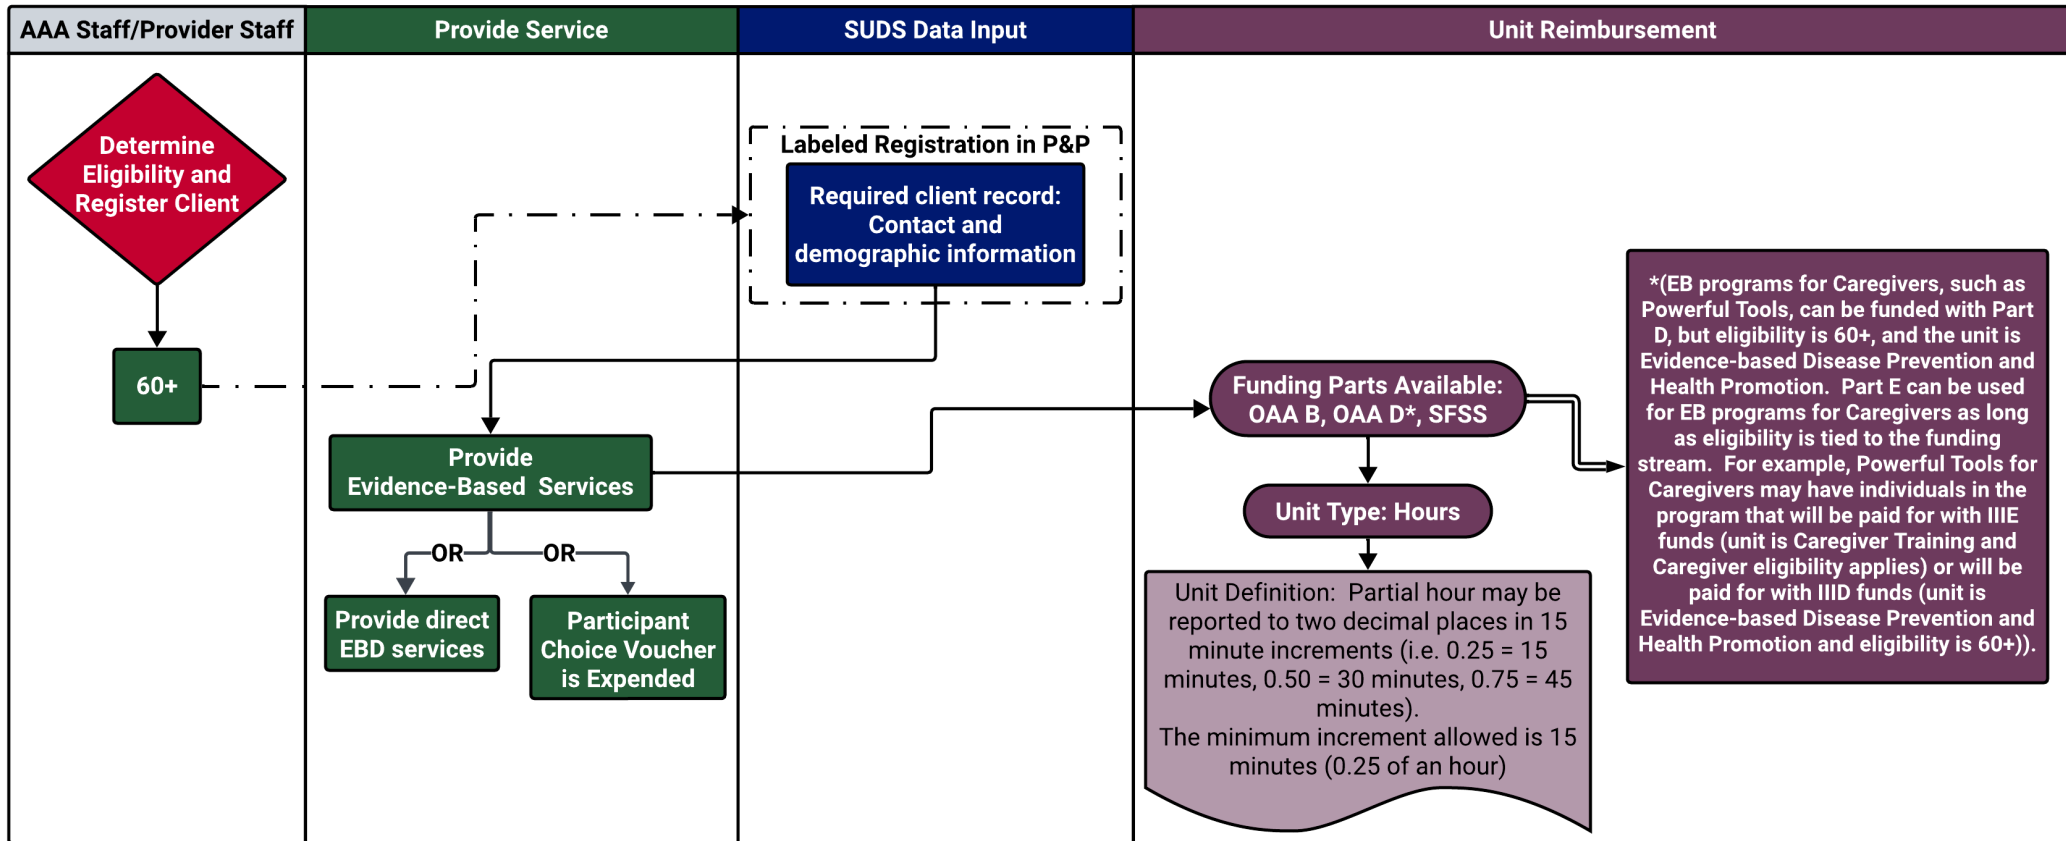 AAA Staff/Provider Staff
Provide Service
SUDS Data Input
Unit Reimbursement
Determine
Eligibility and
Register Client
60+
Labeled Registration in P&P
Required client record:
Contact and
demographic information
Provide
Evidence-Based  Services
OR
OR
Provide direct
EBD services
Participant
Choice Voucher
is Expended
Funding Parts Available:
OAA B, OAA D*, SFSS
Unit Type: Hours
Unit Definition:  Partial hour may be
reported to two decimal places in 15
minute increments (i.e. 0.25 = 15
minutes, 0.50 = 30 minutes, 0.75 = 45
minutes).
The minimum increment allowed is 15
minutes (0.25 of an hour)
*(EB programs for Caregivers, such as
Powerful Tools, can be funded with Part
D, but eligibility is 60+, and the unit is
Evidence-based Disease Prevention and
Health Promotion.  Part E can be used
for EB programs for Caregivers as long
as eligibility is tied to the funding
stream.  For example, Powerful Tools for
Caregivers may have individuals in the
program that will be paid for with IIIE
funds (unit is Caregiver Training and
Caregiver eligibility applies) or will be
paid for with IIID funds (unit is
Evidence-based Disease Prevention and
Health Promotion and eligibility is 60+)).